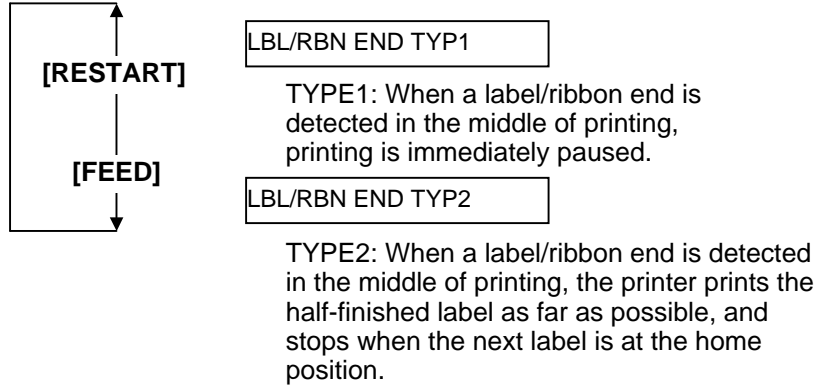 LBL/RBN END TYP1
[RESTART]
TYPE1: When a label/ribbon end is
detected in the middle of printing,
printing is immediately paused.
[FEED]
LBL/RBN END TYP2
TYPE2: When a label/ribbon end is detected
in the middle of printing, the printer prints the
half-finished label as far as possible, and
stops when the next label is at the home
position.